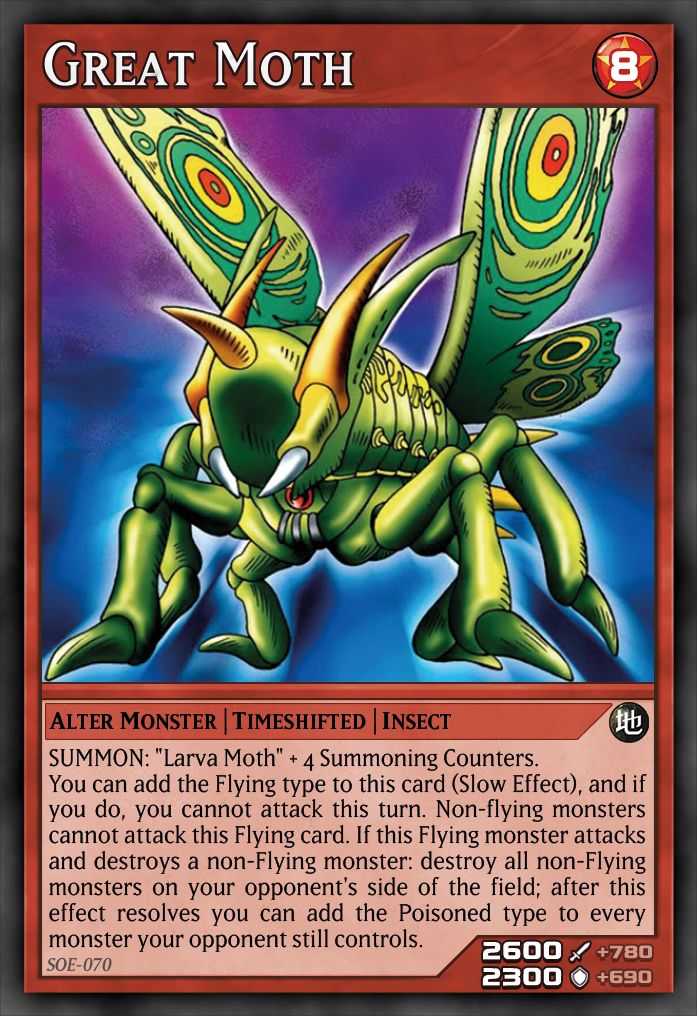 GREAT MOTH
8
ALTER MONSTER | TIMESHIFTED | INSECT
SUMMON: "Larva Moth" + 4 Summoning Counters.
You can add the Flying type to this card (Slow Effect), and if
you do, you cannot attack this turn. Non-flying monsters
cannot attack this Flying card. If this Flying monster attacks
and destroys a non-Flying monster: destroy all non-Flying
monsters on your opponent's side of the field; after this
effect resolves you can add the Poisoned type to every
monster your opponent still controls.
SOE-070
2600 +780
2300 +690